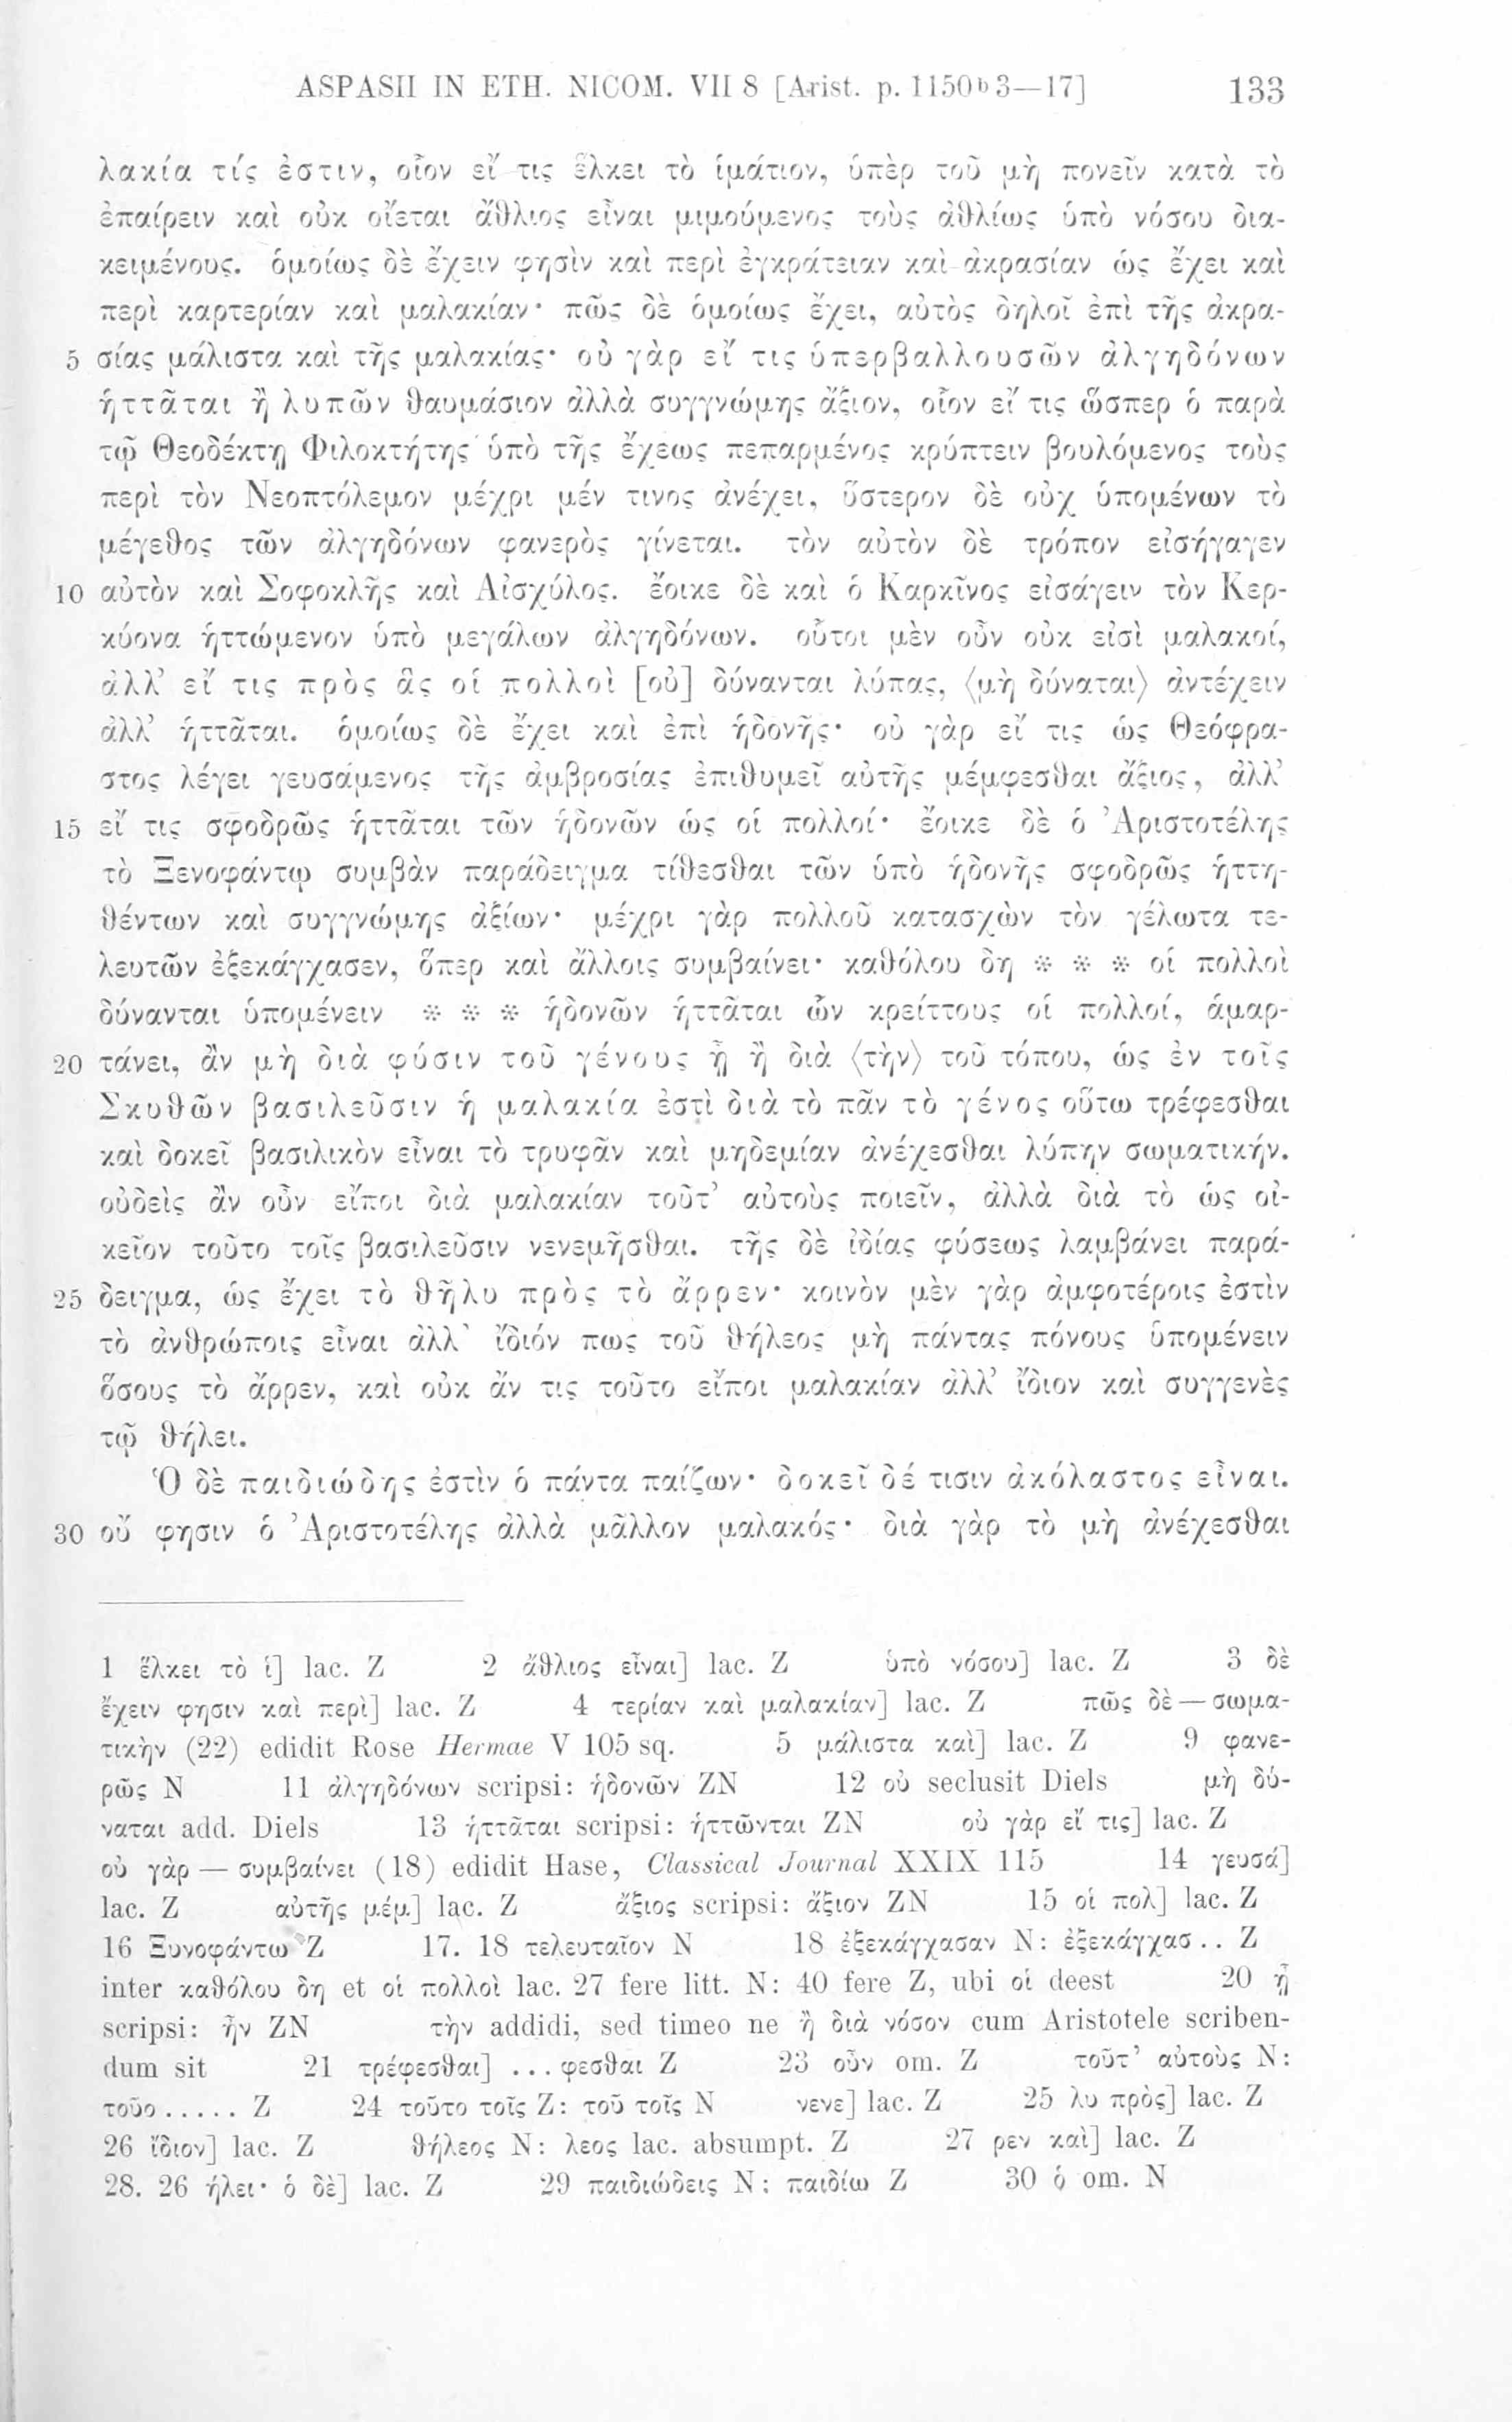 ASPASII IN ETH. NICOM. VII 8 [Arist. p. 1150b3—17] 133
λακία τίς ἐστιν, οἷον εἴ τις ἕλκει τὸ ἱμάτιον, ὑπὲρ τοῦ μὴ πονεῖν κατὰ τὸ
ἐπαίρειν καὶ οὐκ οἴεται ἄθλιος εἶναι μιμούμενος τοὺς ἀθλίως ὑπὸ νόσου δια-
κειμένους. ὁμοίως δὲ ἔχειν φησὶν καὶ περὶ ἐγκράτειαν καὶ ἀκρασίαν ὡς ἔχει καὶ
περὶ καρτερίαν καὶ μαλακίαν· πῶς δὲ ὁμοίως ἔχει, αὐτὸς δηλοῖ ἐπὶ τῆς ἀκρα-
5 σίας μάλιστα καὶ τῆς μαλακίας· οὐ γὰρ εἴ τις ὑπερβαλλουσῶν ἀλγηδόνων
ἡττᾶται ἢ λυπῶν θαυμάσιον ἀλλὰ συγγνώμης ἄξιον, οἷον εἴ τις ὥσπερ ὁ παρὰ
τῷ Θεοδέκτῃ Φιλοκτήτης ὑπὸ τῆς ἔχεως πεπαρμένος κρύπτειν βουλόμενος τοὺς
περὶ τὸν Νεοπτόλεμον μέχρι μέν τινος ἀνέχει, ὕστερον δὲ οὐχ ὑπομένων τὸ
μέγεθος τῶν ἀλγηδόνων φανερὸς γίνεται. τὸν αὐτὸν δὲ τρόπον εἰσήγαγεν
10 αὐτὸν καὶ Σοφοκλῆς καὶ Αἰσχύλος. ἔοικε δὲ καὶ ὁ Καρκῖνος εἰσάγειν τὸν Κερ-
κύονα ἡττώμενον ὑπὸ μεγάλων ἀλγηδόνων. οὗτοι μὲν οὖν οὐκ εἰσὶ μαλακοί,
ἀλλ' εἴ τις πρὸς ἃς οἱ πολλοὶ [οὐ] δύνανται λύπας, ⟨μὴ δύναται⟩ ἀντέχειν
ἀλλ' ἡττᾶται. ὁμοίως δὲ ἔχει καὶ ἐπὶ ἡδονῆς· οὐ γὰρ εἴ τις ὡς Θεόφρα-
στος λέγει γευσάμενος τῆς ἀμβροσίας ἐπιθυμεῖ αὐτῆς μέμφεσθαι ἄξιος, ἀλλ'
15 εἴ τις σφοδρῶς ἡττᾶται τῶν ἡδονῶν ὡς οἱ πολλοί· ἔοικε δὲ ὁ Ἀριστοτέλης
τὸ Ξενοφάντῳ συμβὰν παράδειγμα τίθεσθαι τῶν ὑπὸ ἡδονῆς σφοδρῶς ἡττη-
θέντων καὶ συγγνώμης ἀξίων· μέχρι γὰρ πολλοῦ κατασχὼν τὸν γέλωτα τε-
λευτῶν ἐξεκάγχασεν, ὅπερ καὶ ἄλλοις συμβαίνει· καθόλου δη * * * οἱ πολλοὶ
δύνανται ὑπομένειν * * * ἡδονῶν ἡττᾶται ὧν κρείττους οἱ πολλοί, ἁμαρ-
20 τάνει, ἂν μὴ διὰ φύσιν τοῦ γένους ᾖ ἢ διὰ ⟨τὴν⟩ τοῦ τόπου, ὡς ἐν τοῖς
Σκυθῶν βασιλεῦσιν ἡ μαλακία ἐστὶ διὰ τὸ πᾶν τὸ γένος οὕτω τρέφεσθαι
καὶ δοκεῖ βασιλικὸν εἶναι τὸ τρυφᾶν καὶ μηδεμίαν ἀνέχεσθαι λύπην σωματικήν.
οὐδεὶς ἂν οὖν εἴποι διὰ μαλακίαν τοῦτ' αὐτοὺς ποιεῖν, ἀλλὰ διὰ τὸ ὡς οἰ-
κεῖον τοῦτο τοῖς βασιλεῦσιν νενεμῆσθαι. τῆς δὲ ἰδίας φύσεως λαμβάνει παρά-
25 δειγμα, ὡς ἔχει τὸ θῆλυ πρὸς τὸ ἄρρεν· κοινὸν μὲν γὰρ ἀμφοτέροις ἐστὶν
τὸ ἀνθρώποις εἶναι ἀλλ' ἴδιόν πως τοῦ θήλεος μὴ πάντας πόνους ὑπομένειν
ὅσους τὸ ἄρρεν, καὶ οὐκ ἄν τις τοῦτο εἴποι μαλακίαν ἀλλ' ἴδιον καὶ συγγενὲς
τῷ θήλει.
Ὁ δὲ παιδιώδης ἐστὶν ὁ πάντα παίζων· δοκεῖ δέ τισιν ἀκόλαστος εἶναι.
30 οὔ φησιν ὁ Ἀριστοτέλης ἀλλὰ μᾶλλον μαλακός· διὰ γὰρ τὸ μὴ ἀνέχεσθαι
1 ἕλκει τὸ ἱ] lac. Z 2 ἄθλιος εἶναι] lac. Z ὑπὸ νόσου] lac. Z 3 δὲ
ἔχειν φησιν καὶ περὶ] lac. Z 4 τερίαν καὶ μαλακίαν] lac. Z πῶς δὲ — σωμα-
τικὴν (22) edidit Rose Hermae V 105 sq. 5 μάλιστα καὶ] lac. Z 9 φανε-
ρῶς N 11 ἀλγηδόνων scripsi: ἡδονῶν ZN 12 οὐ seclusit Diels μὴ δύ-
ναται add. Diels 13 ἡττᾶται scripsi: ἡττῶνται ZN οὐ γὰρ εἴ τις] lac. Z
οὐ γὰρ — συμβαίνει (18) edidit Hase, Classical Journal XXIX 115 14 γευσά]
lac. Z αὐτῆς μέμ] lac. Z ἄξιος scripsi: ἄξιον ZN 15 οἱ πολ] lac. Z
16 Ξυνοφάντω Z 17. 18 τελευταῖον N 18 ἐξεκάγχασαν N: ἐξεκάγχασ .. Z
inter καθόλου δη et οἱ πολλοὶ lac. 27 fere litt. N: 40 fere Z, ubi οἱ deest 20 ᾖ
scripsi: ἦν ZN τὴν addidi, sed timeo ne ἢ διὰ νόσον cum Aristotele scriben-
dum sit 21 τρέφεσθαι] ... φεσθαι Z 23 οὖν om. Z τοῦτ' αὐτοὺς N:
τοῦο ..... Z 24 τοῦτο τοῖς Z: τοῦ τοῖς N νενε] lac. Z 25 λυ πρὸς] lac. Z
26 ἴδιον] lac. Z θήλεος N: λεος lac. absumpt. Z 27 ρεν καὶ] lac. Z
28. 26 ήλει· ὁ δὲ] lac. Z 29 παιδιώδεις N: παιδίω Z 30 ὁ om. N